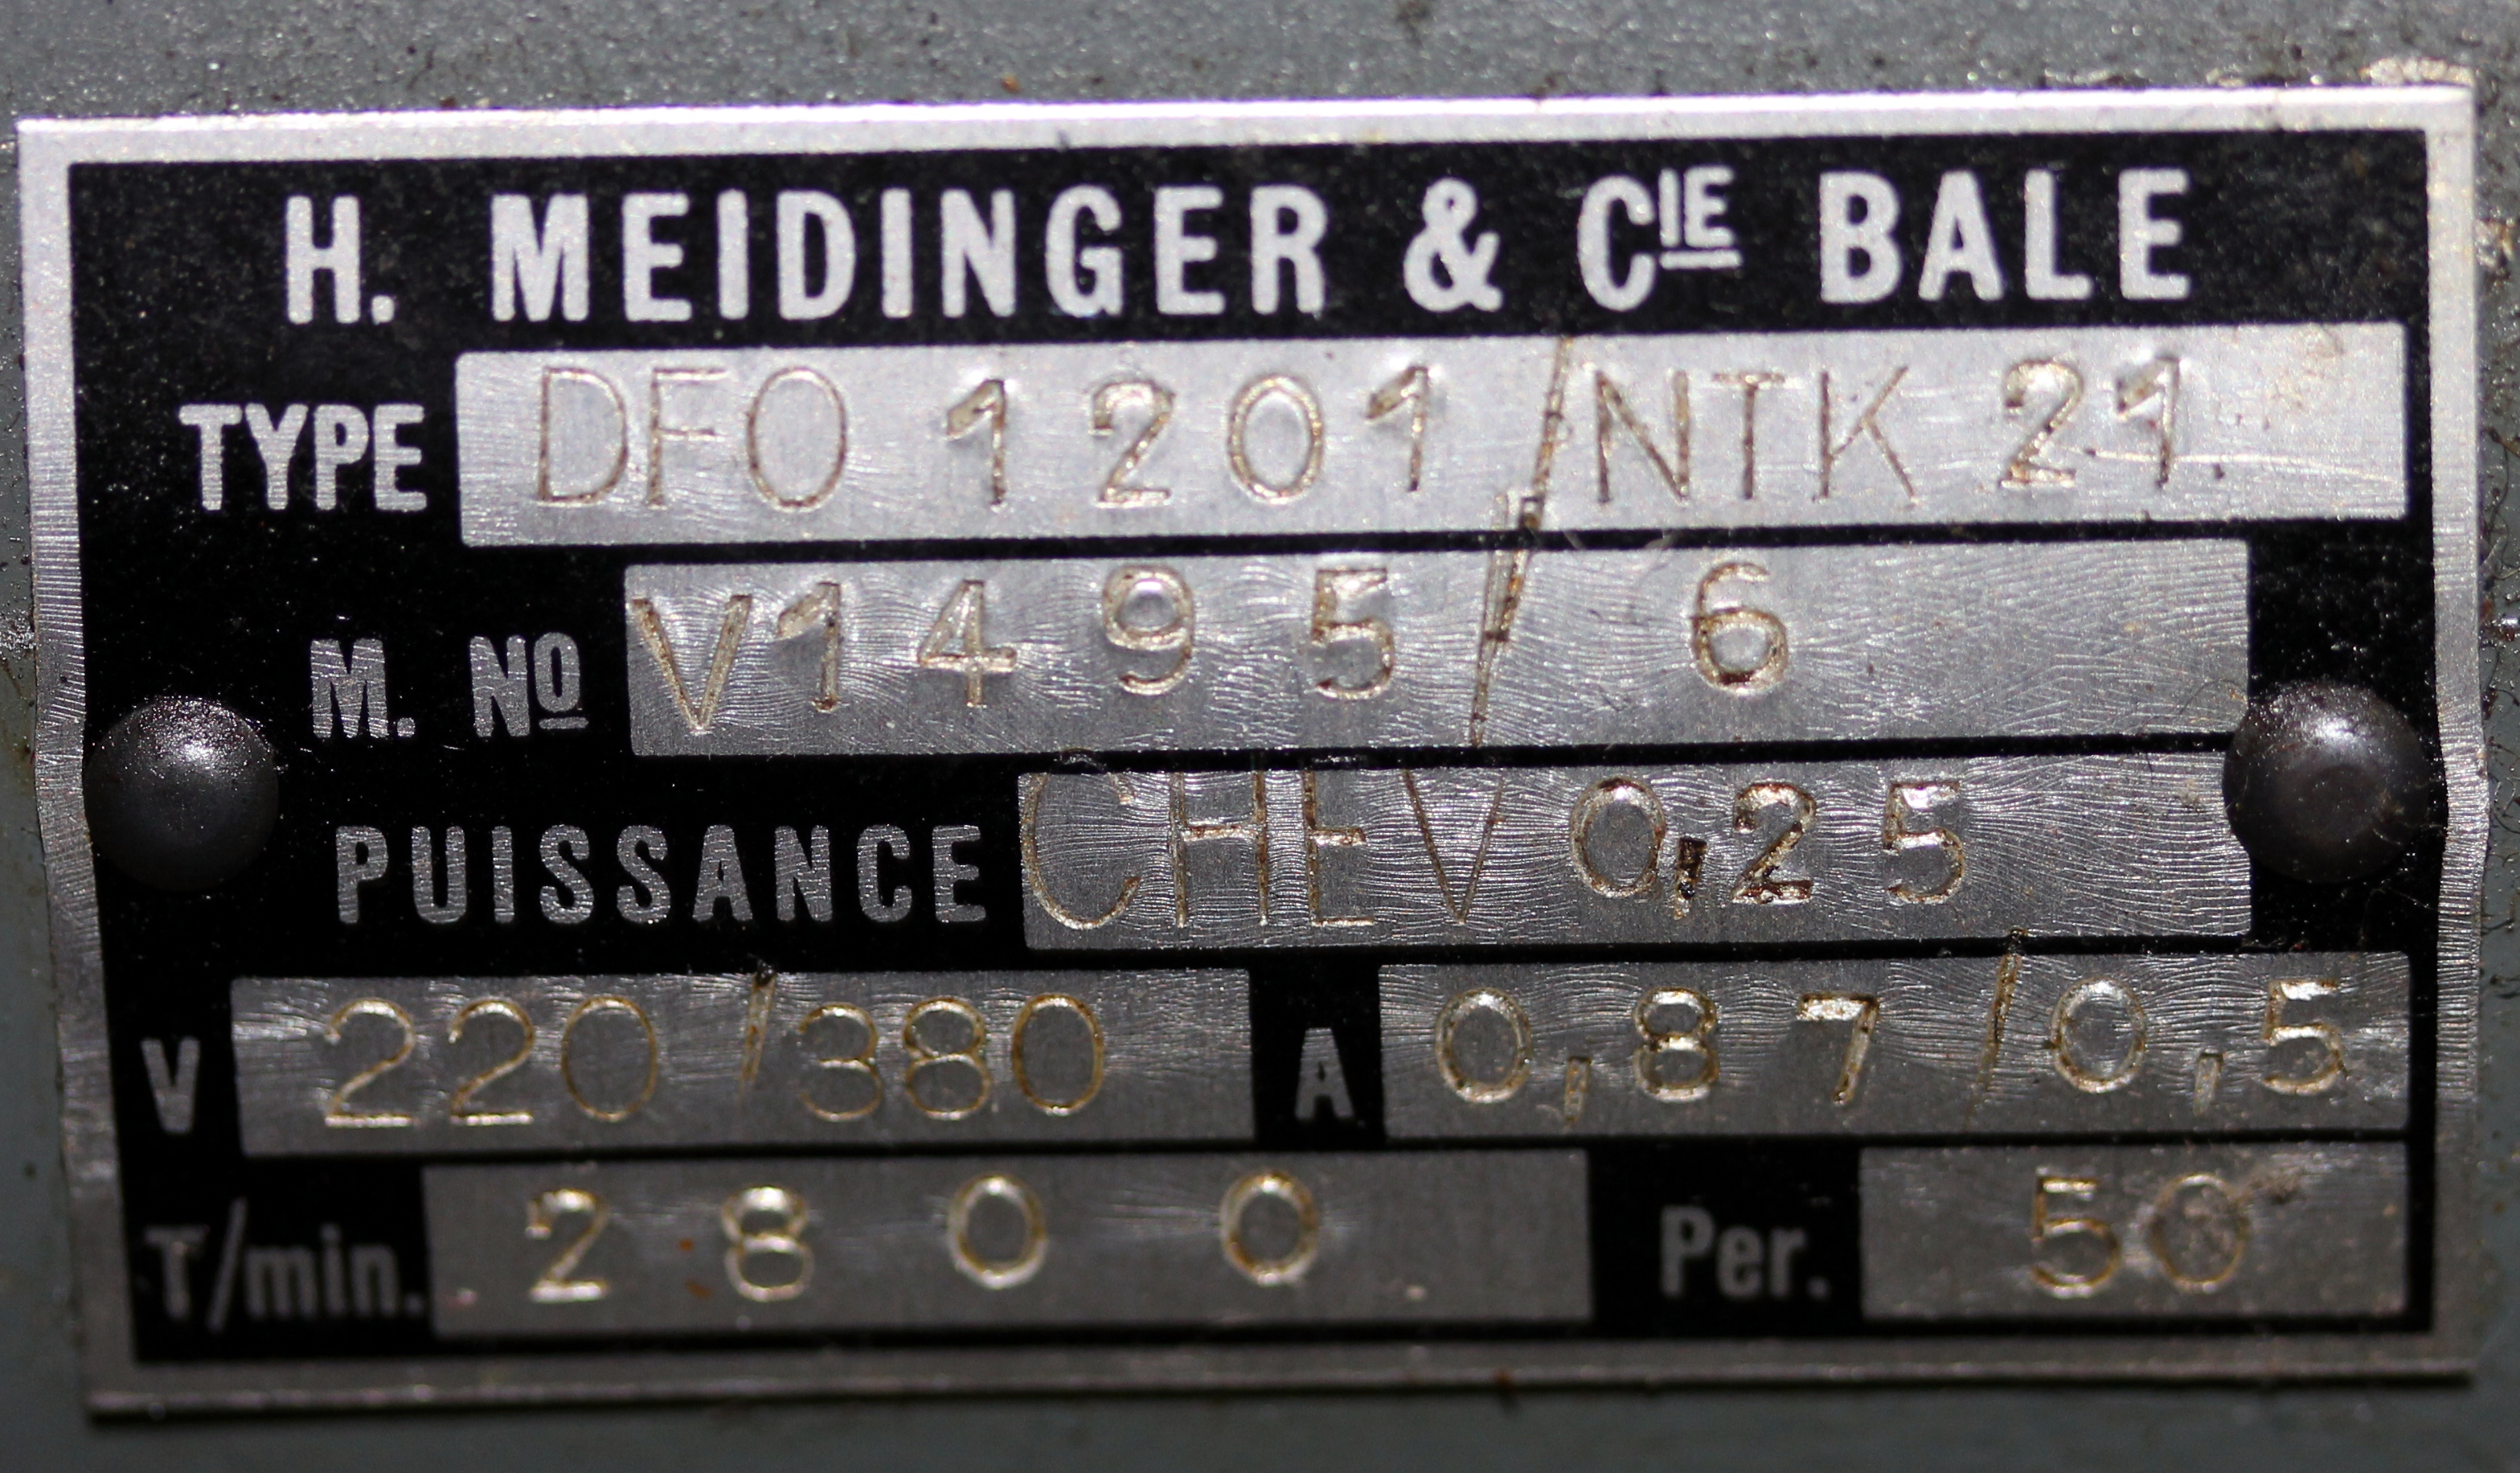 H. MEIDINGER & CIE BALE
TYPE DFO 1201/NTK 21
M. Nº V1495/6
PUISSANCE CHEV 0,25
V 220/380 A 0,87/0,5
T/min. 2800 Per. 50